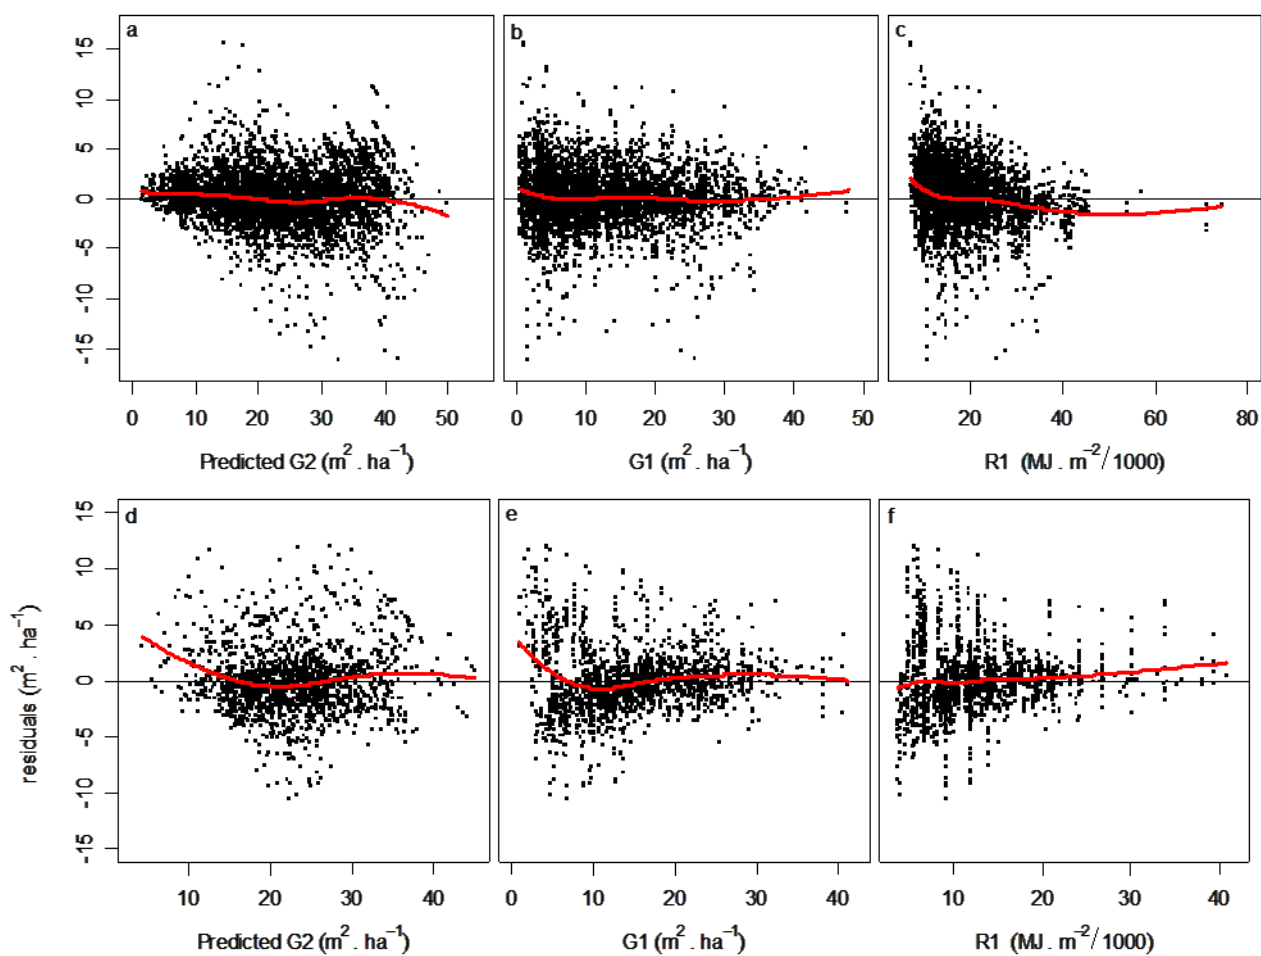 a
b
c
15
10
5
0
-5
-10
-15
0 10 20 30 40 50
0 10 20 30 40 50
20 40 60 80
Predicted G2 (m² . ha⁻¹)
G1 (m² . ha⁻¹)
R1 (MJ . m⁻²/ 1000)
d
e
f
15
10
5
0
-5
-10
-15
residuals (m² . ha⁻¹)
10 20 30 40
0 10 20 30 40
10 20 30 40
Predicted G2 (m² . ha⁻¹)
G1 (m² . ha⁻¹)
R1 (MJ . m⁻²/ 1000)